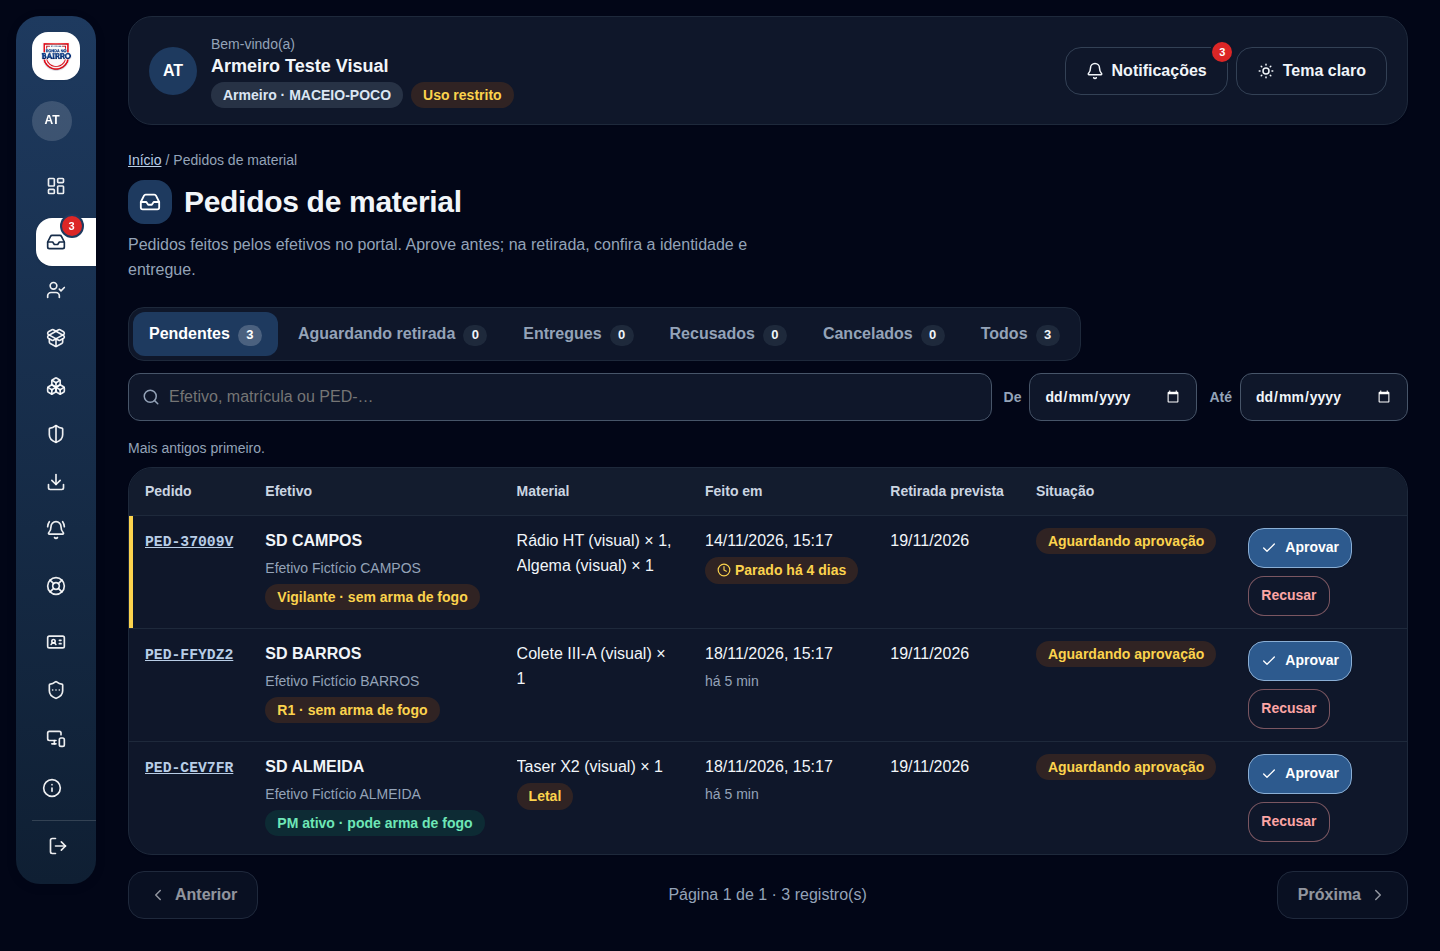 BAIRRO
AT
3
AT
Bem-vindo(a)
Armeiro Teste Visual
Armeiro · MACEIO-POCO
Uso restrito
Notificações
3
Tema claro
Início / Pedidos de material
Pedidos de material
Pedidos feitos pelos efetivos no portal. Aprove antes; na retirada, confira a identidade e
entregue.
Pendentes 3
Aguardando retirada 0
Entregues 0
Recusados 0
Cancelados 0
Todos 3
Efetivo, matrícula ou PED-…
De
dd/mm/yyyy
Até
dd/mm/yyyy
Mais antigos primeiro.
Pedido Efetivo Material Feito em Retirada prevista Situação
PED-37009V
SD CAMPOS
Efetivo Fictício CAMPOS
Vigilante · sem arma de fogo
Rádio HT (visual) × 1,
Algema (visual) × 1
14/11/2026, 15:17
Parado há 4 dias
19/11/2026
Aguardando aprovação
Aprovar
Recusar
PED-FFYDZ2
SD BARROS
Efetivo Fictício BARROS
R1 · sem arma de fogo
Colete III-A (visual) ×
1
18/11/2026, 15:17
há 5 min
19/11/2026
Aguardando aprovação
Aprovar
Recusar
PED-CEV7FR
SD ALMEIDA
Efetivo Fictício ALMEIDA
PM ativo · pode arma de fogo
Taser X2 (visual) × 1
Letal
18/11/2026, 15:17
há 5 min
19/11/2026
Aguardando aprovação
Aprovar
Recusar
Anterior
Página 1 de 1 · 3 registro(s)
Próxima